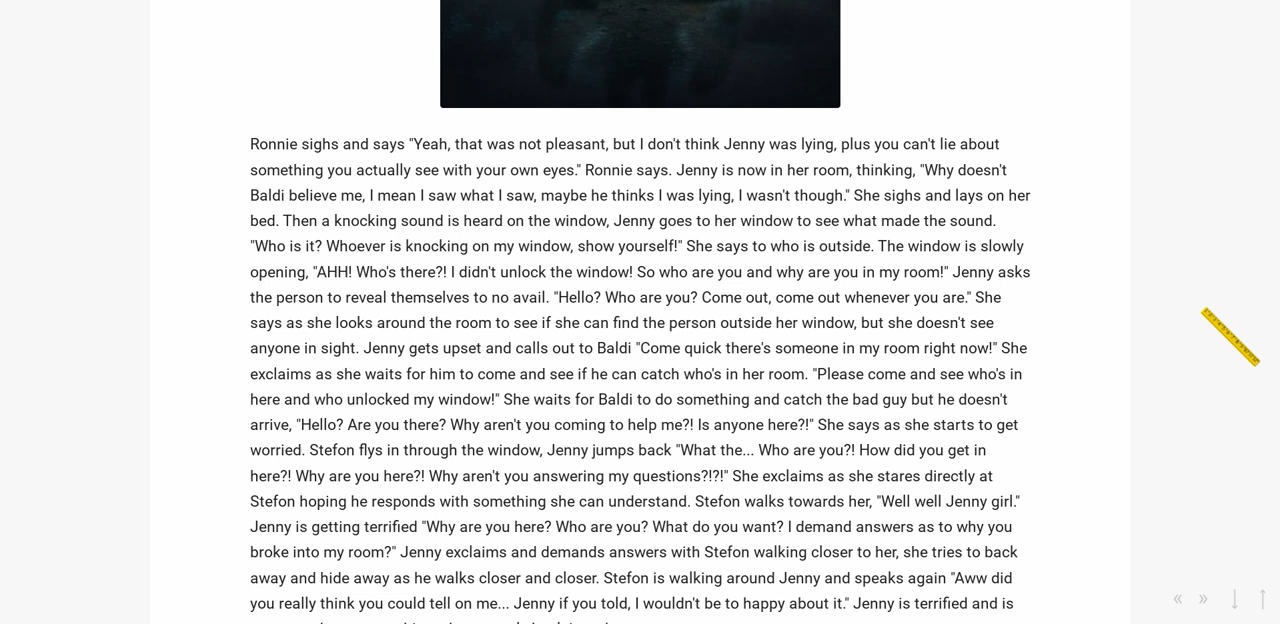 Ronnie sighs and says "Yeah, that was not pleasant, but I don't think Jenny was lying, plus you can't lie about
something you actually see with your own eyes." Ronnie says. Jenny is now in her room, thinking, "Why doesn't
Baldi believe me, I mean I saw what I saw, maybe he thinks I was lying, I wasn't though." She sighs and lays on her
bed. Then a knocking sound is heard on the window, Jenny goes to her window to see what made the sound.
"Who is it? Whoever is knocking on my window, show yourself!" She says to who is outside. The window is slowly
opening, "AHH! Who's there?! I didn't unlock the window! So who are you and why are you in my room!" Jenny asks
the person to reveal themselves to no avail. "Hello? Who are you? Come out, come out whenever you are." She
says as she looks around the room to see if she can find the person outside her window, but she doesn't see
anyone in sight. Jenny gets upset and calls out to Baldi "Come quick there's someone in my room right now!" She
exclaims as she waits for him to come and see if he can catch who's in her room. "Please come and see who's in
here and who unlocked my window!" She waits for Baldi to do something and catch the bad guy but he doesn't
arrive, "Hello? Are you there? Why aren't you coming to help me?! Is anyone here?!" She says as she starts to get
worried. Stefon flys in through the window, Jenny jumps back "What the... Who are you?! How did you get in
here?! Why are you here?! Why aren't you answering my questions?!?!" She exclaims as she stares directly at
Stefon hoping he responds with something she can understand. Stefon walks towards her, "Well well Jenny girl."
Jenny is getting terrified "Why are you here? Who are you? What do you want? I demand answers as to why you
broke into my room?" Jenny exclaims and demands answers with Stefon walking closer to her, she tries to back
away and hide away as he walks closer and closer. Stefon is walking around Jenny and speaks again "Aww did
you really think you could tell on me... Jenny if you told, I wouldn't be to happy about it." Jenny is terrified and is